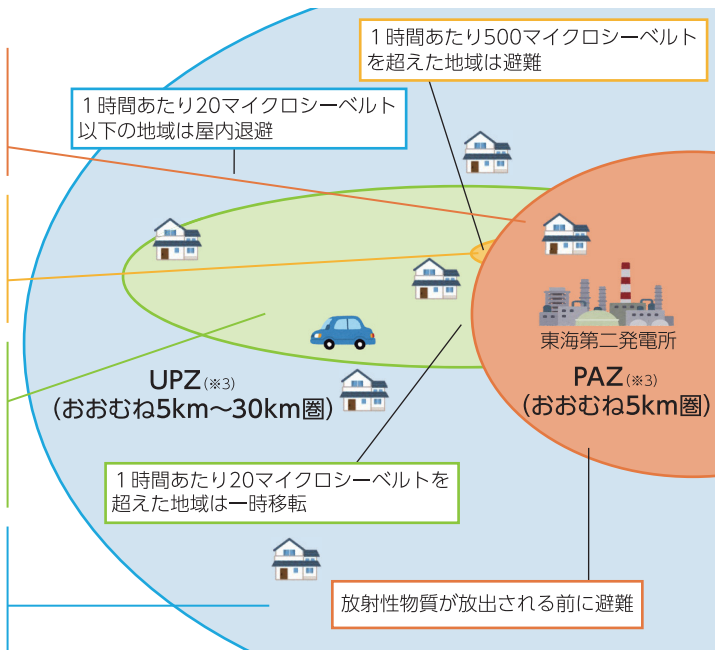 １時間あたり500マイクロシーベルト
を超えた地域は避難
１時間あたり20マイクロシーベルト
以下の地域は屋内退避
東海第二発電所
UPZ(※3)
(おおむね5km～30km圏)
PAZ(※3)
(おおむね5km圏)
１時間あたり20マイクロシーベルトを
超えた地域は一時移転
放射性物質が放出される前に避難